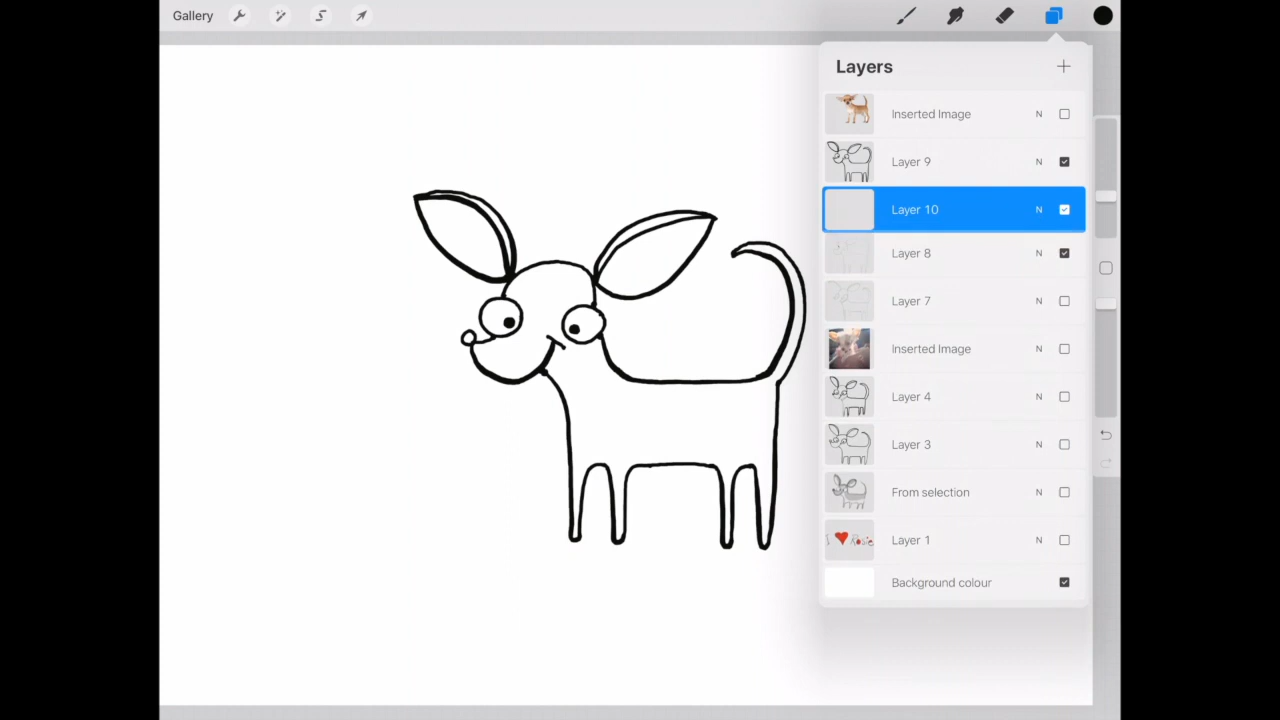 Gallery
Layers
Inserted Image N
Layer 9 N
Layer 10 N
Layer 8 N
Layer 7 N
Inserted Image N
Layer 4 N
Layer 3 N
From selection N
I Rosie
Layer 1 N
Background colour